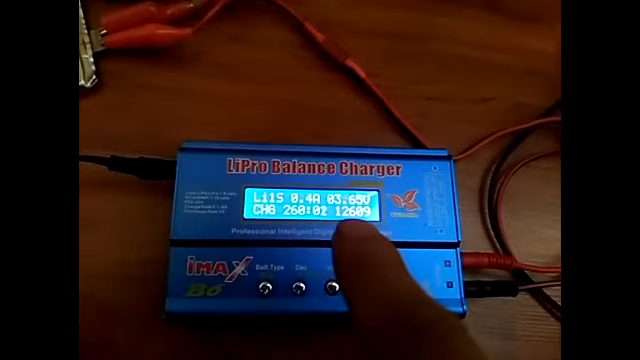 LiPro Balance Charger
Li1S 0.4A 03.65V
CHG 260:02 12609
Professional Intelligent Digi
iMAX
B6
Batt.Type
Dec